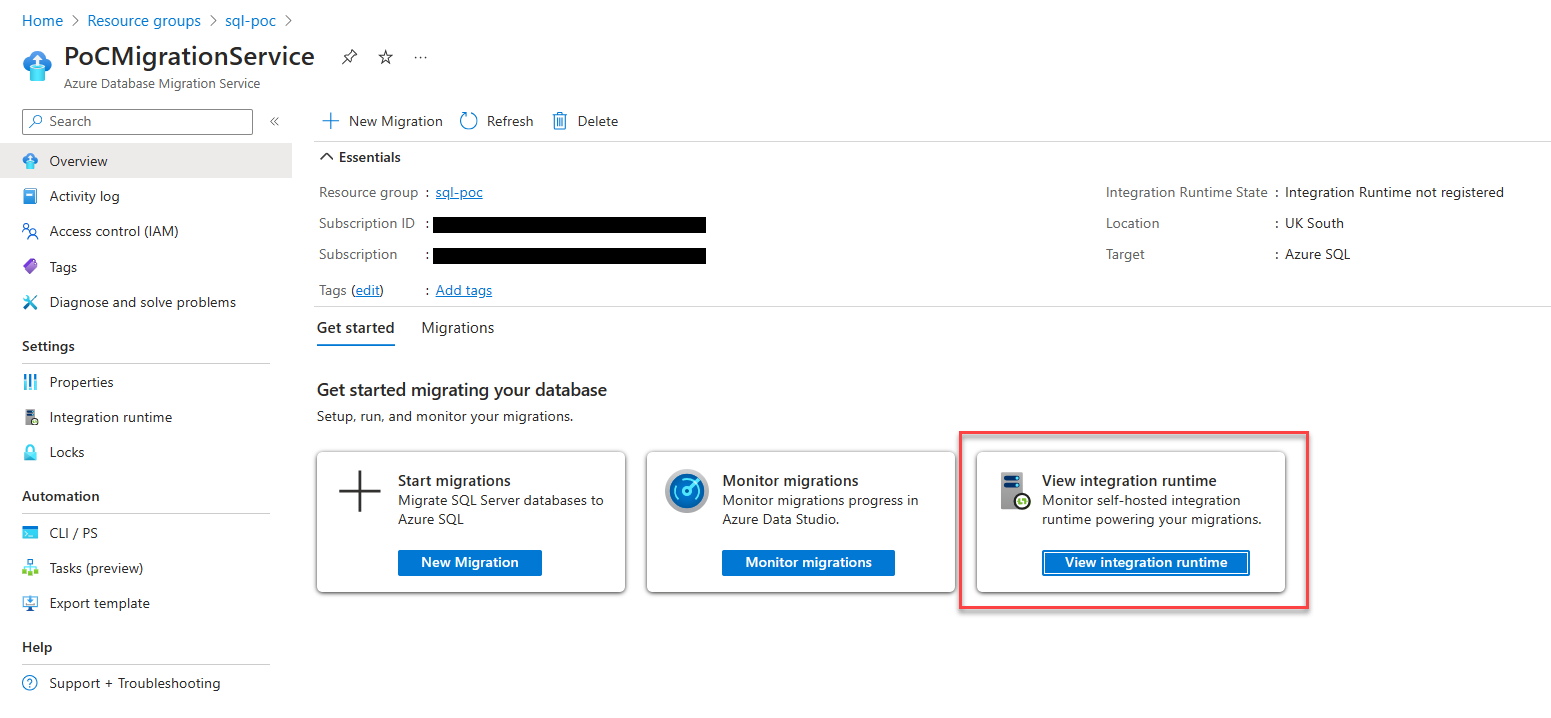 Home > Resource groups > sql-poc >
PoCMigrationService
Azure Database Migration Service
Search
Overview
Activity log
Access control (IAM)
Tags
Diagnose and solve problems
Settings
Properties
Integration runtime
Locks
Automation
CLI / PS
Tasks (preview)
Export template
Help
Support + Troubleshooting
New Migration Refresh Delete
Essentials
Resource group : sql-poc
Subscription ID :
Subscription :
Tags (edit) : Add tags
Integration Runtime State : Integration Runtime not registered
Location : UK South
Target : Azure SQL
Get started Migrations
Get started migrating your database
Setup, run, and monitor your migrations.
Start migrations
Migrate SQL Server databases to
Azure SQL
New Migration
Monitor migrations
Monitor migrations progress in
Azure Data Studio.
Monitor migrations
View integration runtime
Monitor self-hosted integration
runtime powering your migrations.
View integration runtime